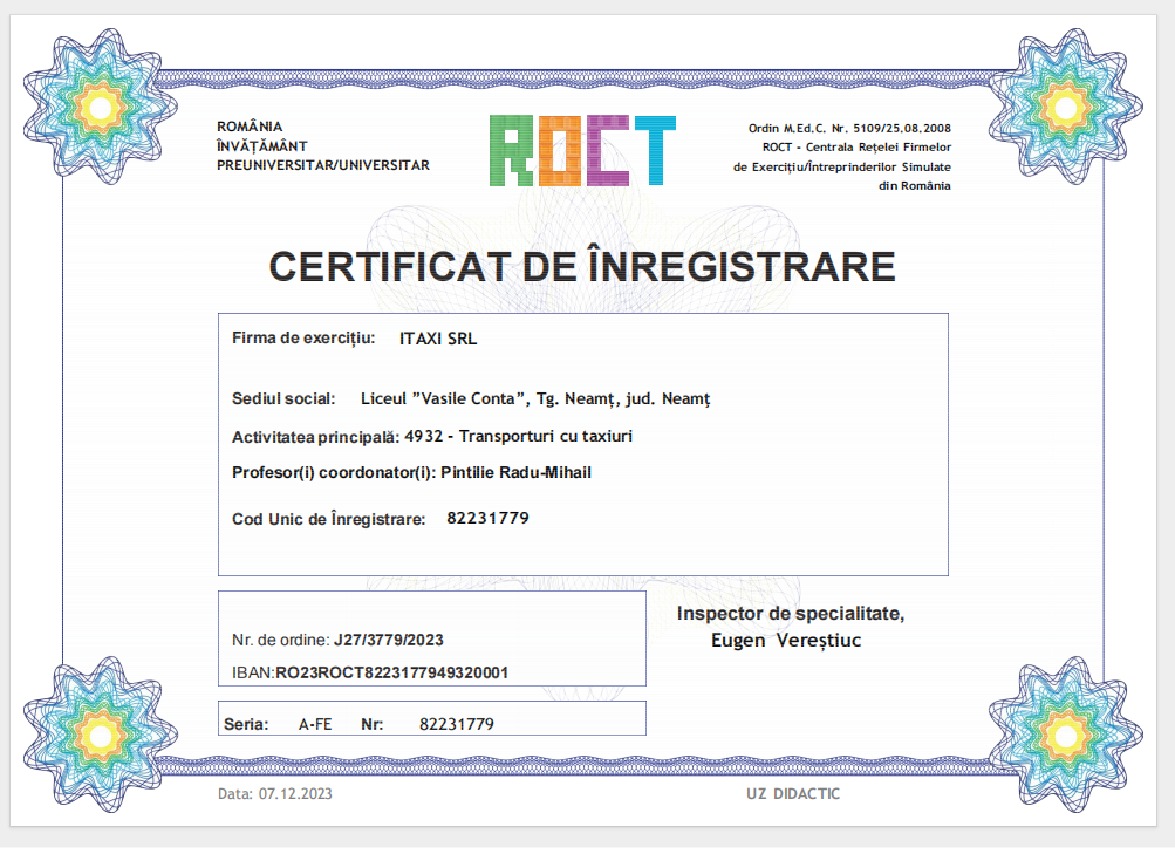 ROMÂNIA
ÎNVĂȚĂMÂNT
PREUNIVERSITAR/UNIVERSITAR
ROCT
Ordin M.Ed.C. Nr. 5109/25.08.2008
ROCT - Centrala Rețelei Firmelor
de Exercițiu/Întreprinderilor Simulate
din România
CERTIFICAT DE ÎNREGISTRARE
Firma de exercițiu: ITAXI SRL
Sediul social: Liceul ”Vasile Conta”, Tg. Neamț, jud. Neamț
Activitatea principală: 4932 - Transporturi cu taxiuri
Profesor(i) coordonator(i): Pintilie Radu-Mihail
Cod Unic de Înregistrare: 82231779
Nr. de ordine: J27/3779/2023
IBAN:RO23ROCT8223177949320001
Inspector de specialitate,
Eugen Vereștiuc
Seria: A-FE Nr: 82231779
Data: 07.12.2023
UZ DIDACTIC